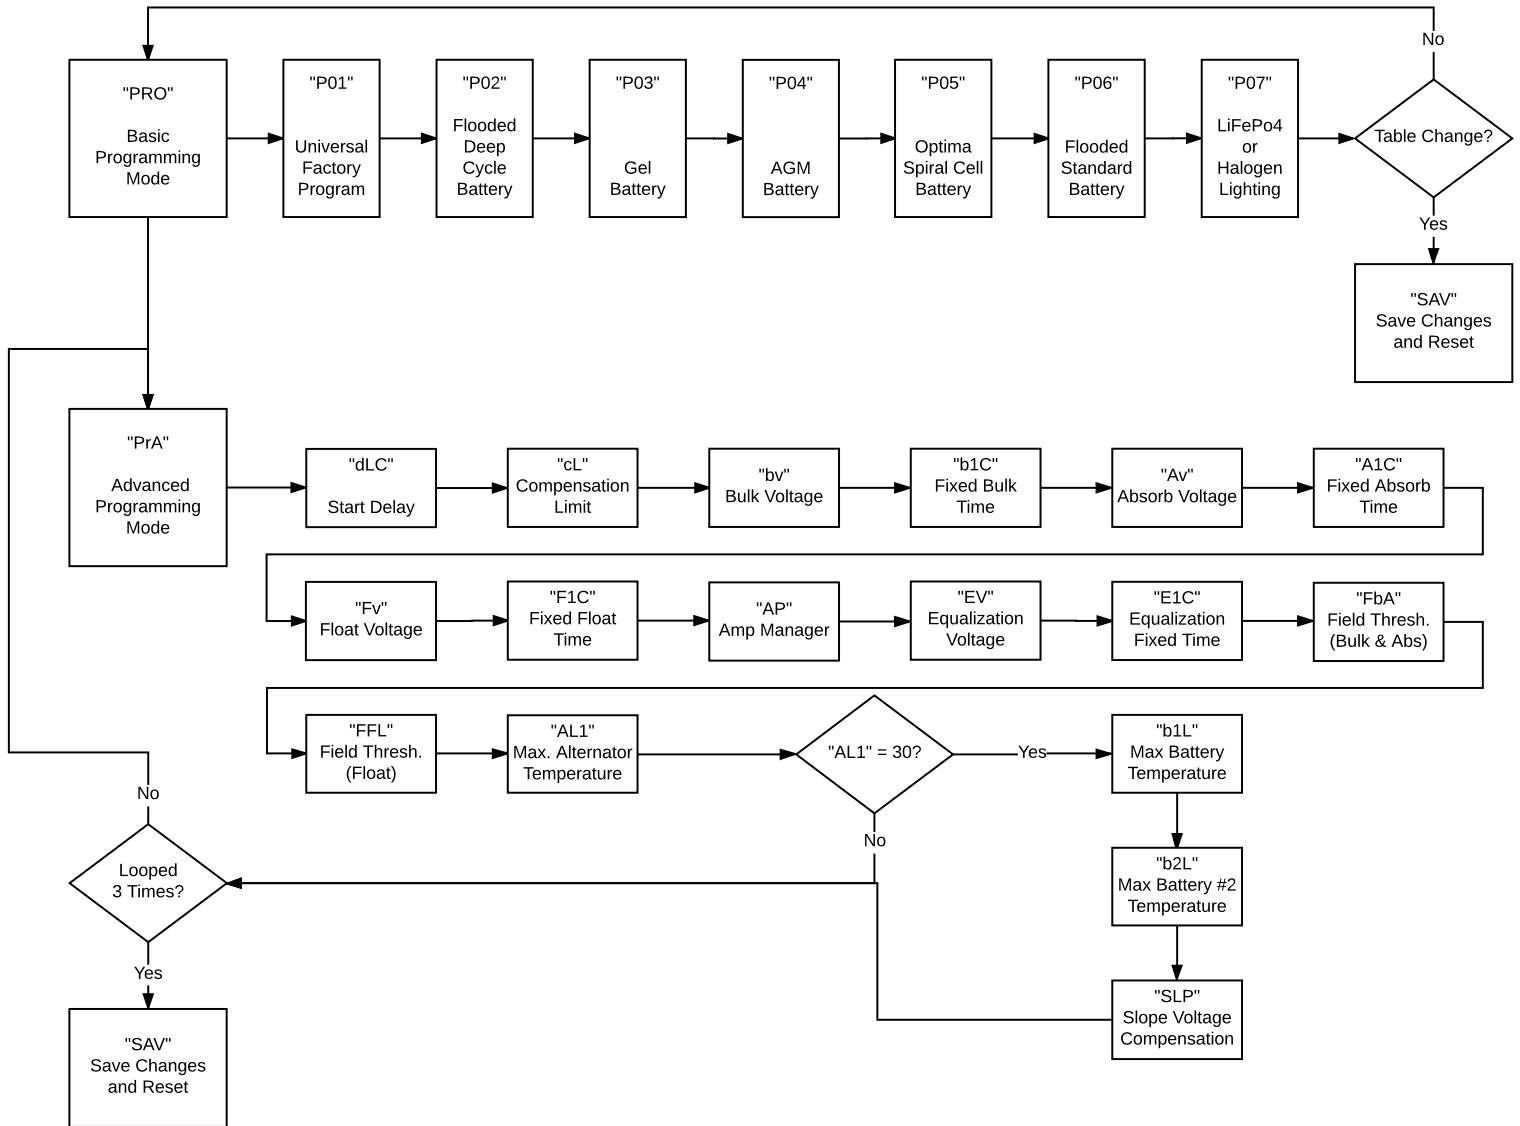 No
"PRO"
Basic
Programming
Mode
"P01"
Universal
Factory
Program
"P02"
Flooded
Deep
Cycle
Battery
"P03"
Gel
Battery
"P04"
AGM
Battery
"P05"
Optima
Spiral Cell
Battery
"P06"
Flooded
Standard
Battery
"P07"
LiFePo4
or
Halogen
Lighting
Table Change?
Yes
"SAV"
Save Changes
and Reset
"PrA"
Advanced
Programming
Mode
"dLC"
Start Delay
"cL"
Compensation
Limit
"bv"
Bulk Voltage
"b1C"
Fixed Bulk
Time
"Av"
Absorb Voltage
"A1C"
Fixed Absorb
Time
"Fv"
Float Voltage
"F1C"
Fixed Float
Time
"AP"
Amp Manager
"EV"
Equalization
Voltage
"E1C"
Equalization
Fixed Time
"FbA"
Field Thresh.
(Bulk & Abs)
"FFL"
Field Thresh.
(Float)
"AL1"
Max. Alternator
Temperature
"AL1" = 30?
Yes
"b1L"
Max Battery
Temperature
No
"b2L"
Max Battery #2
Temperature
"SLP"
Slope Voltage
Compensation
No
Looped
3 Times?
Yes
"SAV"
Save Changes
and Reset